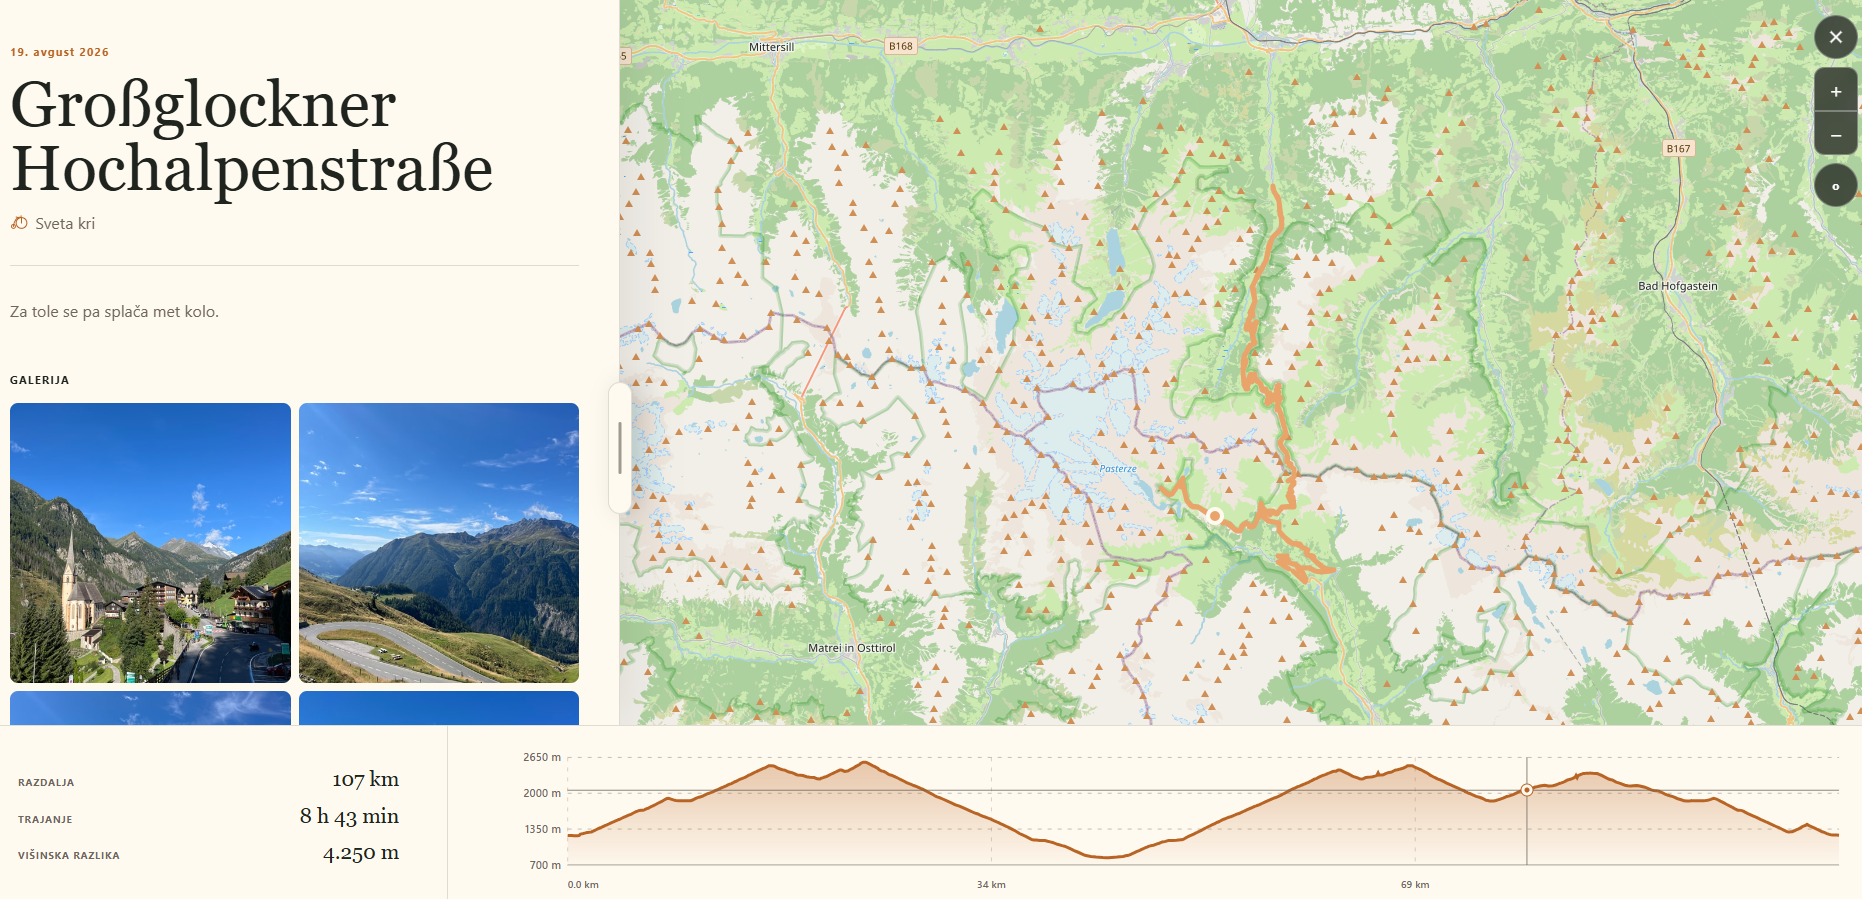 19. avgust 2026
Großglockner
Hochalpenstraße
Sveta kri
Za tole se pa splača met kolo.
GALERIJA
Mittersill
B168
5
B167
Bad Hofgastein
Pasterze
Matrei in Osttirol
×
+
−
RAZDALJA 107 km
TRAJANJE 8 h 43 min
VIŠINSKA RAZLIKA 4.250 m
2650 m
2000 m
1350 m
700 m
0.0 km 34 km 69 km